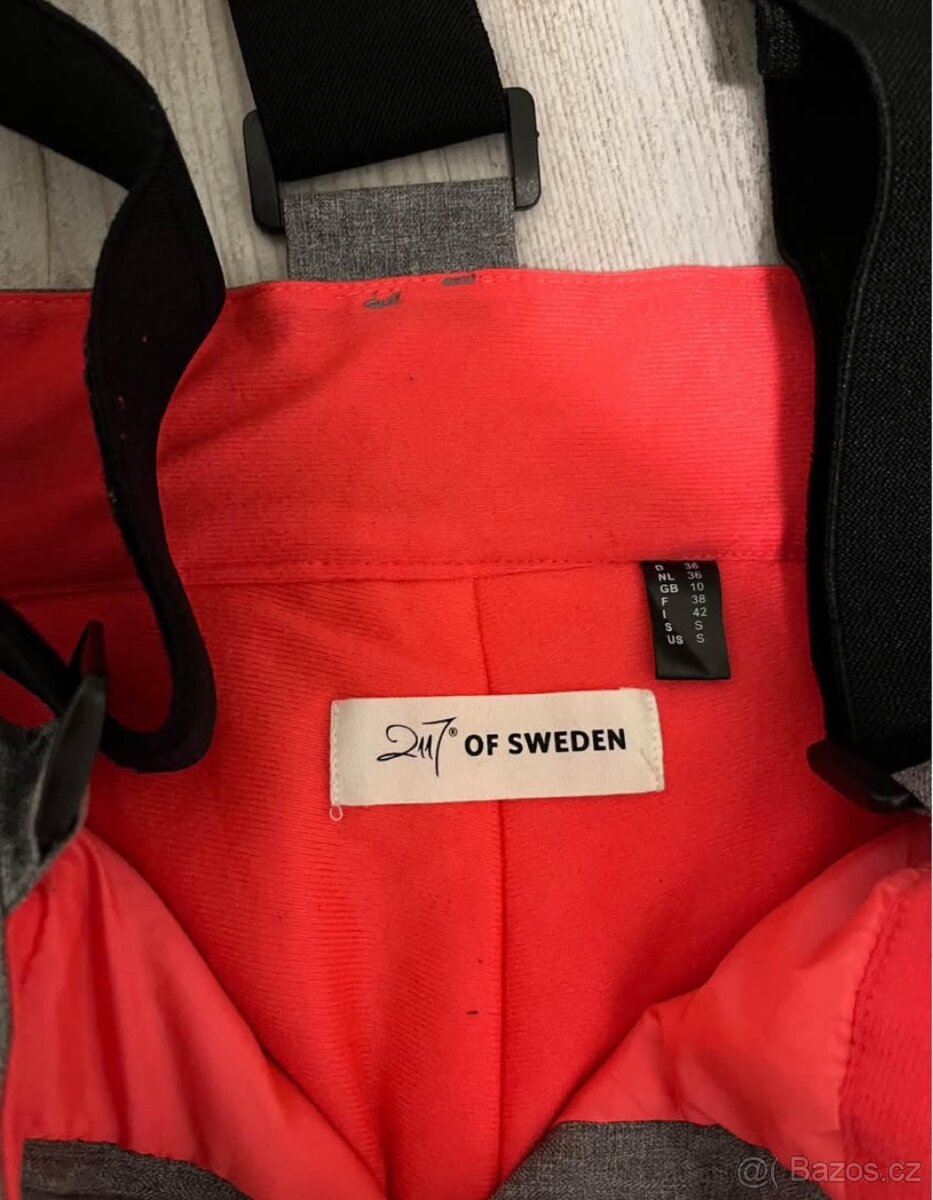 D 36
NL 36
GB 10
F 38
I 42
S S
US S
2117® OF SWEDEN
@( Bazos.cz